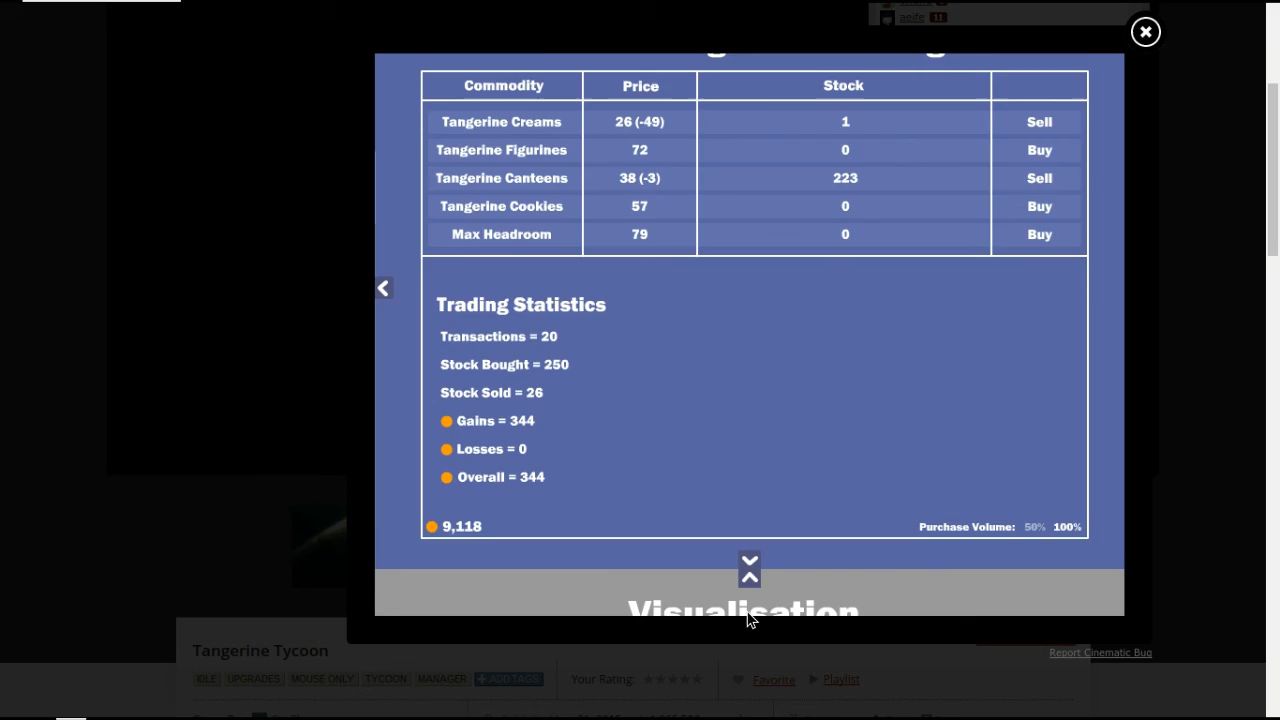 aeife 11
Commodity Price Stock
Tangerine Creams 26 (-49) 1 Sell
Tangerine Figurines 72 0 Buy
Tangerine Canteens 38 (-3) 223 Sell
Tangerine Cookies 57 0 Buy
Max Headroom 79 0 Buy
Trading Statistics
Transactions = 20
Stock Bought = 250
Stock Sold = 26
Gains = 344
Losses = 0
Overall = 344
9,118 Purchase Volume: 50% 100%
Visualisation
Report Cinematic Bug
Tangerine Tycoon
IDLE UPGRADES MOUSE ONLY TYCOON MANAGER + ADD TAGS Your Rating: Favorite Playlist